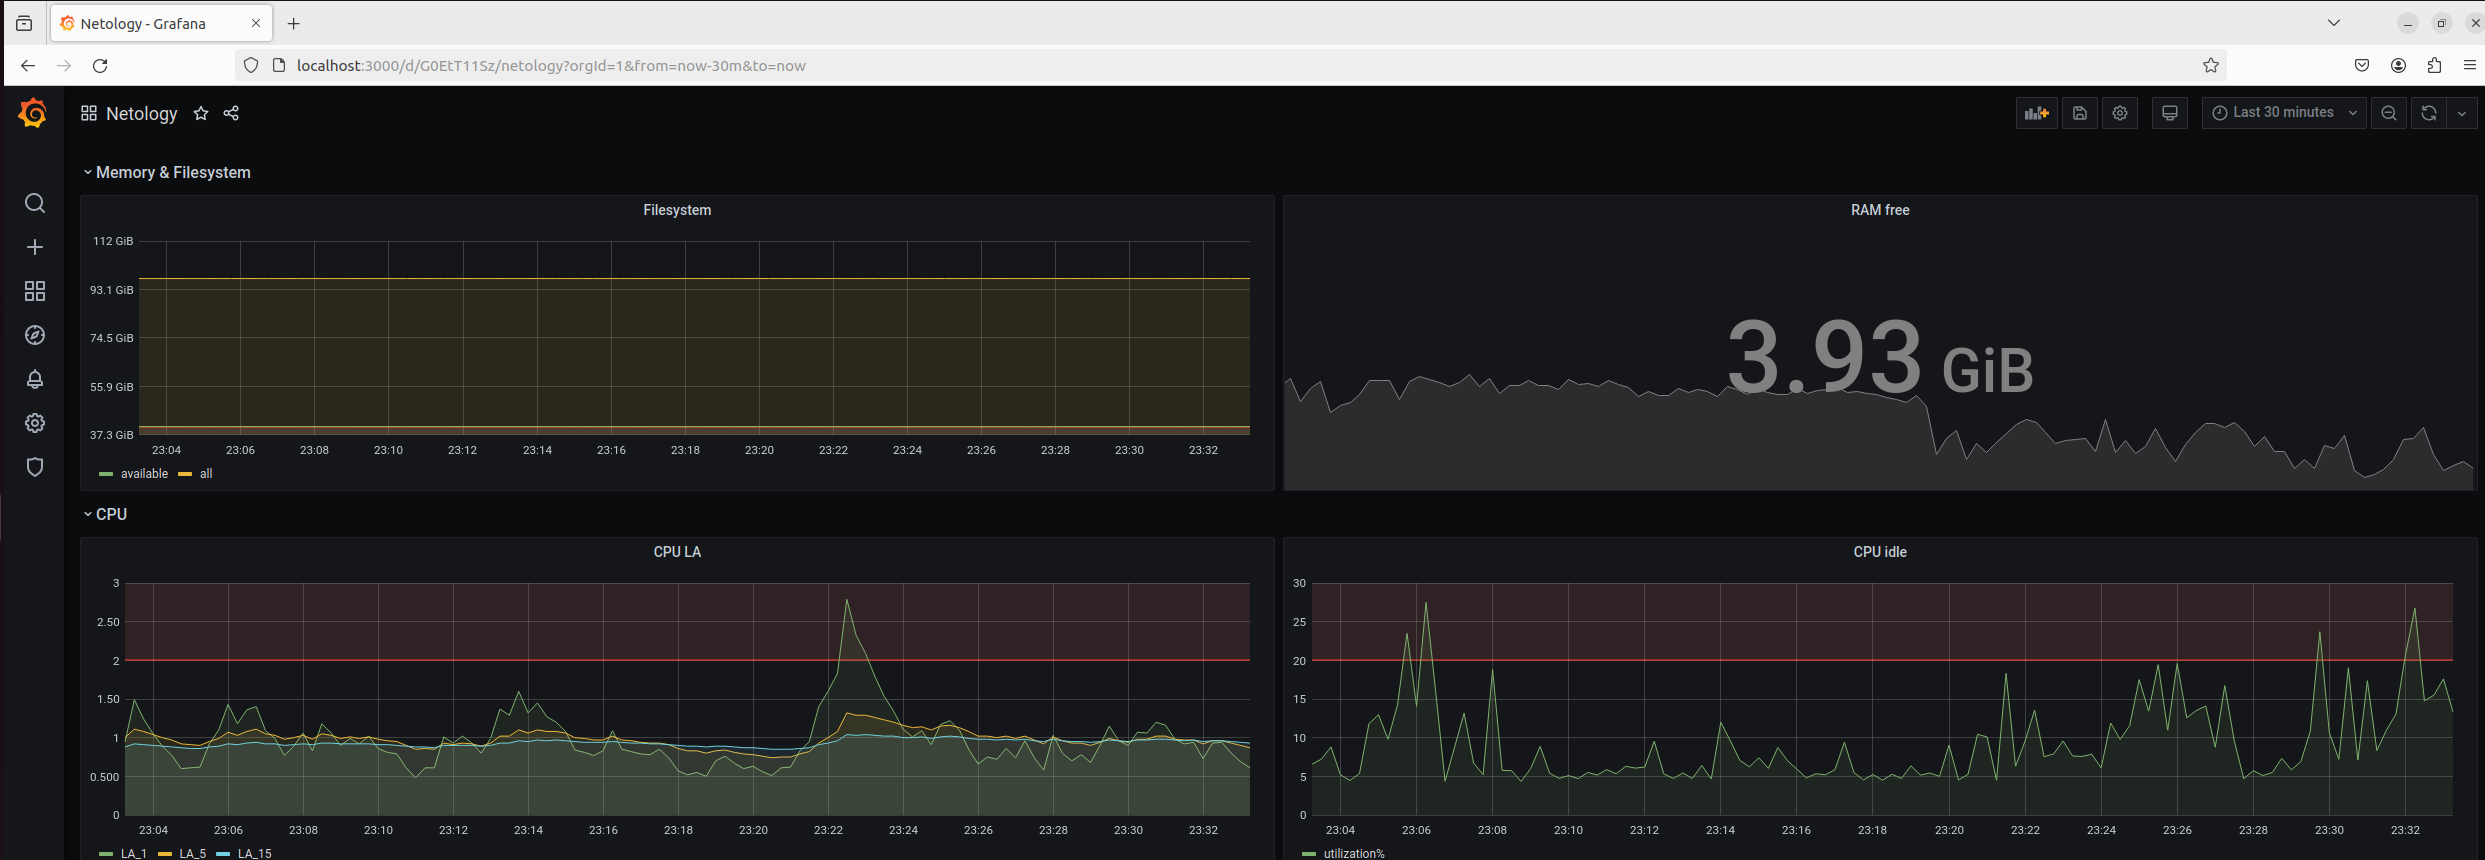 Netology - Grafana
localhost:3000/d/G0EtT11Sz/netology?orgId=1&from=now-30m&to=now
Netology
Last 30 minutes
Memory & Filesystem
Filesystem
112 GiB
93.1 GiB
74.5 GiB
55.9 GiB
37.3 GiB
23:04 23:06 23:08 23:10 23:12 23:14 23:16 23:18 23:20 23:22 23:24 23:26 23:28 23:30 23:32
available all
RAM free
3.93 GiB
CPU
CPU LA
3
2.50
2
1.50
1
0.500
0
23:04 23:06 23:08 23:10 23:12 23:14 23:16 23:18 23:20 23:22 23:24 23:26 23:28 23:30 23:32
LA_1 LA_5 LA_15
CPU idle
30
25
20
15
10
5
0
23:04 23:06 23:08 23:10 23:12 23:14 23:16 23:18 23:20 23:22 23:24 23:26 23:28 23:30 23:32
utilization%